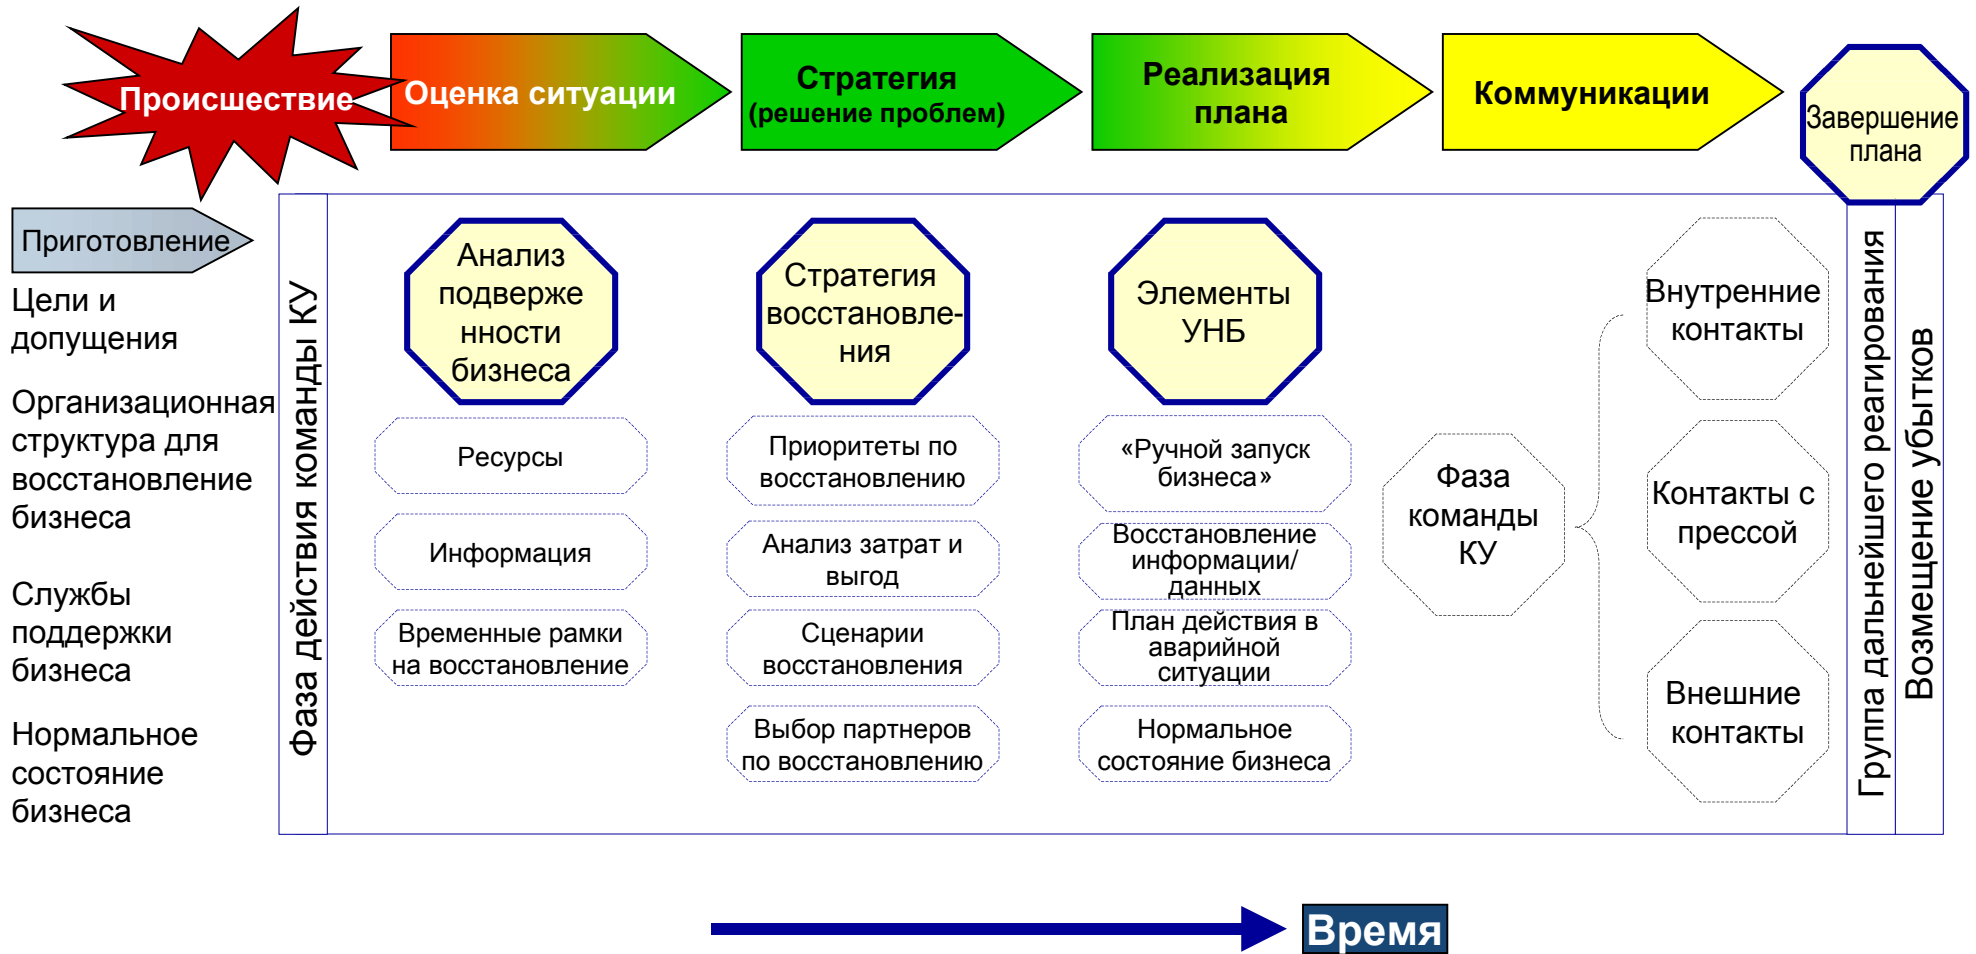 Происшествие
Оценка ситуации
Стратегия
(решение проблем)
Реализация
плана
Коммуникации
Завершение
плана
Приготовление
Цели и
допущения
Организационная
структура для
восстановление
бизнеса
Службы
поддержки
бизнеса
Нормальное
состояние
бизнеса
Фаза действия команды КУ
Анализ
подверже
нности
бизнеса
Ресурсы
Информация
Временные рамки
на восстановление
Стратегия
восстановле-
ния
Приоритеты по
восстановлению
Анализ затрат и
выгод
Сценарии
восстановления
Выбор партнеров
по восстановлению
Элементы
УНБ
«Ручной запуск
бизнеса»
Восстановление
информации/
данных
План действия в
аварийной
ситуации
Нормальное
состояние бизнеса
Фаза
команды
КУ
Внутренние
контакты
Контакты с
прессой
Внешние
контакты
Группа дальнейшего реагирования
Возмещение убытков
Время